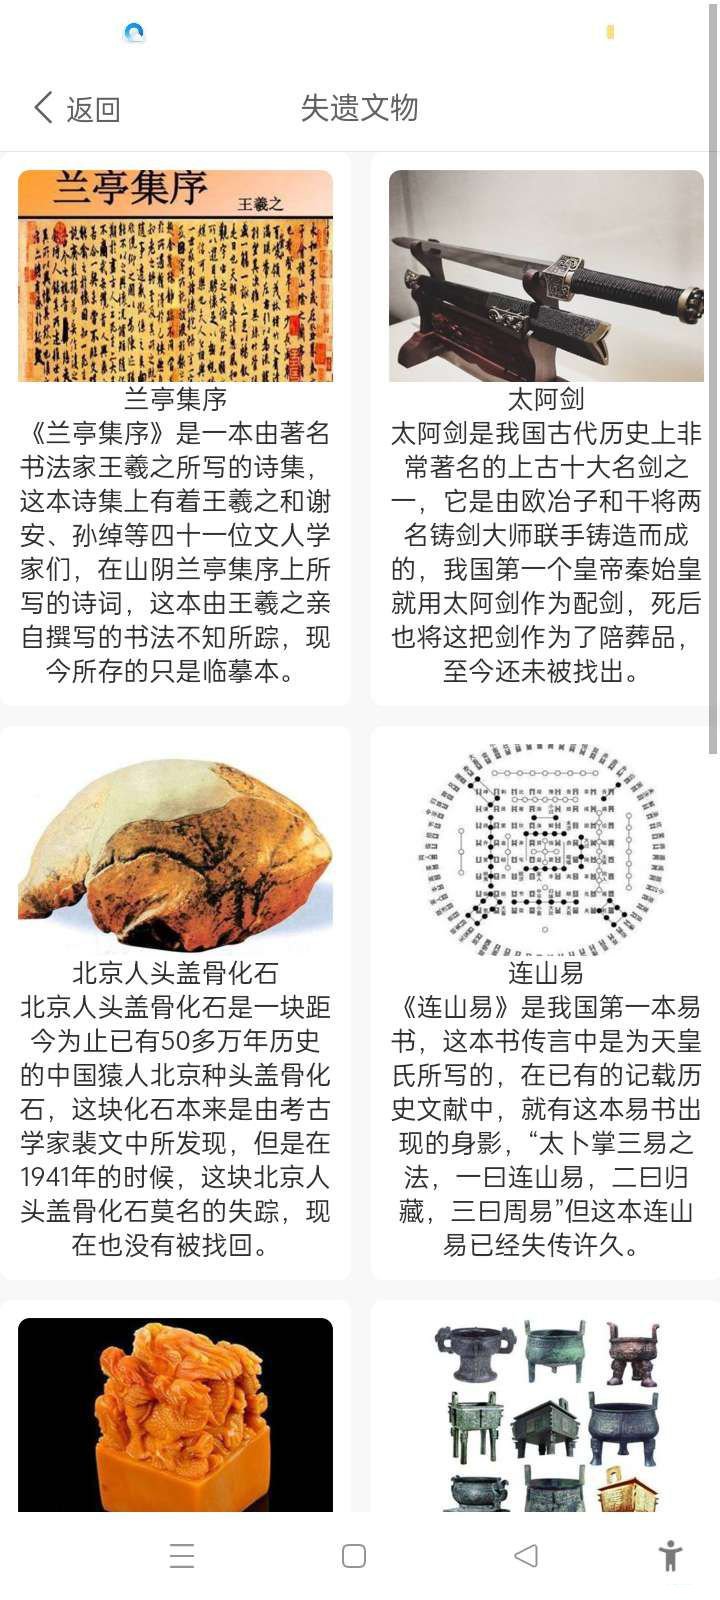 返回
失遗文物
兰亭集序
王羲之
兰亭集序
《兰亭集序》是一本由著名
书法家王羲之所写的诗集，
这本诗集上有着王羲之和谢
安、孙绰等四十一位文人学
家们，在山阴兰亭集序上所
写的诗词，这本由王羲之亲
自撰写的书法不知所踪，现
今所存的只是临摹本。
太阿剑
太阿剑是我国古代历史上非
常著名的上古十大名剑之
一，它是由欧冶子和干将两
名铸剑大师联手铸造而成
的，我国第一个皇帝秦始皇
就用太阿剑作为配剑，死后
也将这把剑作为了陪葬品，
至今还未被找出。
北京人头盖骨化石
北京人头盖骨化石是一块距
今为止已有50多万年历史
的中国猿人北京种头盖骨化
石，这块化石本来是由考古
学家裴文中所发现，但是在
1941年的时候，这块北京人
头盖骨化石莫名的失踪，现
在也没有被找回。
连山易
《连山易》是我国第一本易
书，这本书传言中是为天皇
氏所写的，在已有的记载历
史文献中，就有这本易书出
现的身影，“太卜掌三易之
法，一曰连山易，二曰归
藏，三曰周易”但这本连山
易已经失传许久。